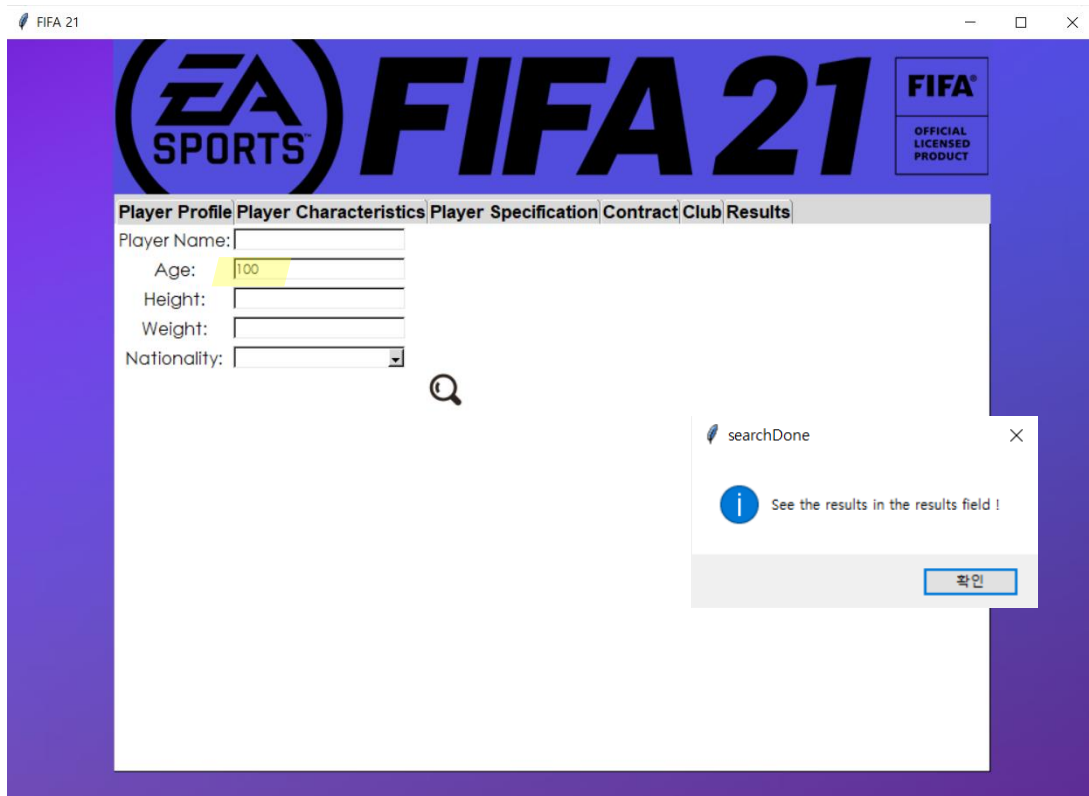 FIFA 21
EA
SPORTS™
FIFA 21
FIFA®
OFFICIAL
LICENSED
PRODUCT
Player Profile Player Characteristics Player Specification Contract Club Results
Player Name:
Age: 100
Height:
Weight:
Nationality:
searchDone
See the results in the results field !
확인